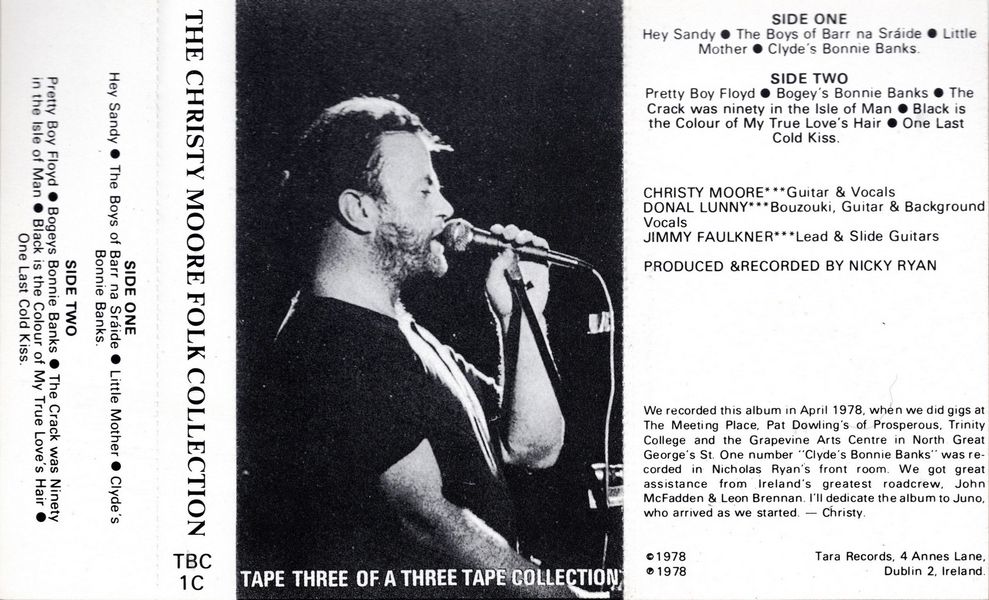 SIDE ONE
Hey Sandy ● The Boys of Barr na Sráide ● Little Mother ● Clyde's
Bonnie Banks.
SIDE TWO
Pretty Boy Floyd ● Bogeys Bonnie Banks ● The Crack was Ninety
in the Isle of Man ● Black is the Colour of My True Love's Hair ●
One Last Cold Kiss.
THE CHRISTY MOORE FOLK COLLECTION
TBC
1C
TAPE THREE OF A THREE TAPE COLLECTION
SIDE ONE
Hey Sandy ● The Boys of Barr na Sráide ● Little
Mother ● Clyde's Bonnie Banks.
SIDE TWO
Pretty Boy Floyd ● Bogey's Bonnie Banks ● The
Crack was ninety in the Isle of Man ● Black is
the Colour of My True Love's Hair ● One Last
Cold Kiss.
CHRISTY MOORE***Guitar & Vocals
DONAL LUNNY***Bouzouki, Guitar & Background
Vocals
JIMMY FAULKNER***Lead & Slide Guitars
PRODUCED &RECORDED BY NICKY RYAN
We recorded this album in April 1978, when we did gigs at
The Meeting Place, Pat Dowling's of Prosperous, Trinity
College and the Grapevine Arts Centre in North Great
George's St. One number "Clyde's Bonnie Banks" was re-
corded in Nicholas Ryan's front room. We got great
assistance from Ireland's greatest roadcrew, John
McFadden & Leon Brennan. I'll dedicate the album to Juno,
who arrived as we started. — Christy.
©1978
℗1978
Tara Records, 4 Annes Lane,
Dublin 2, Ireland.